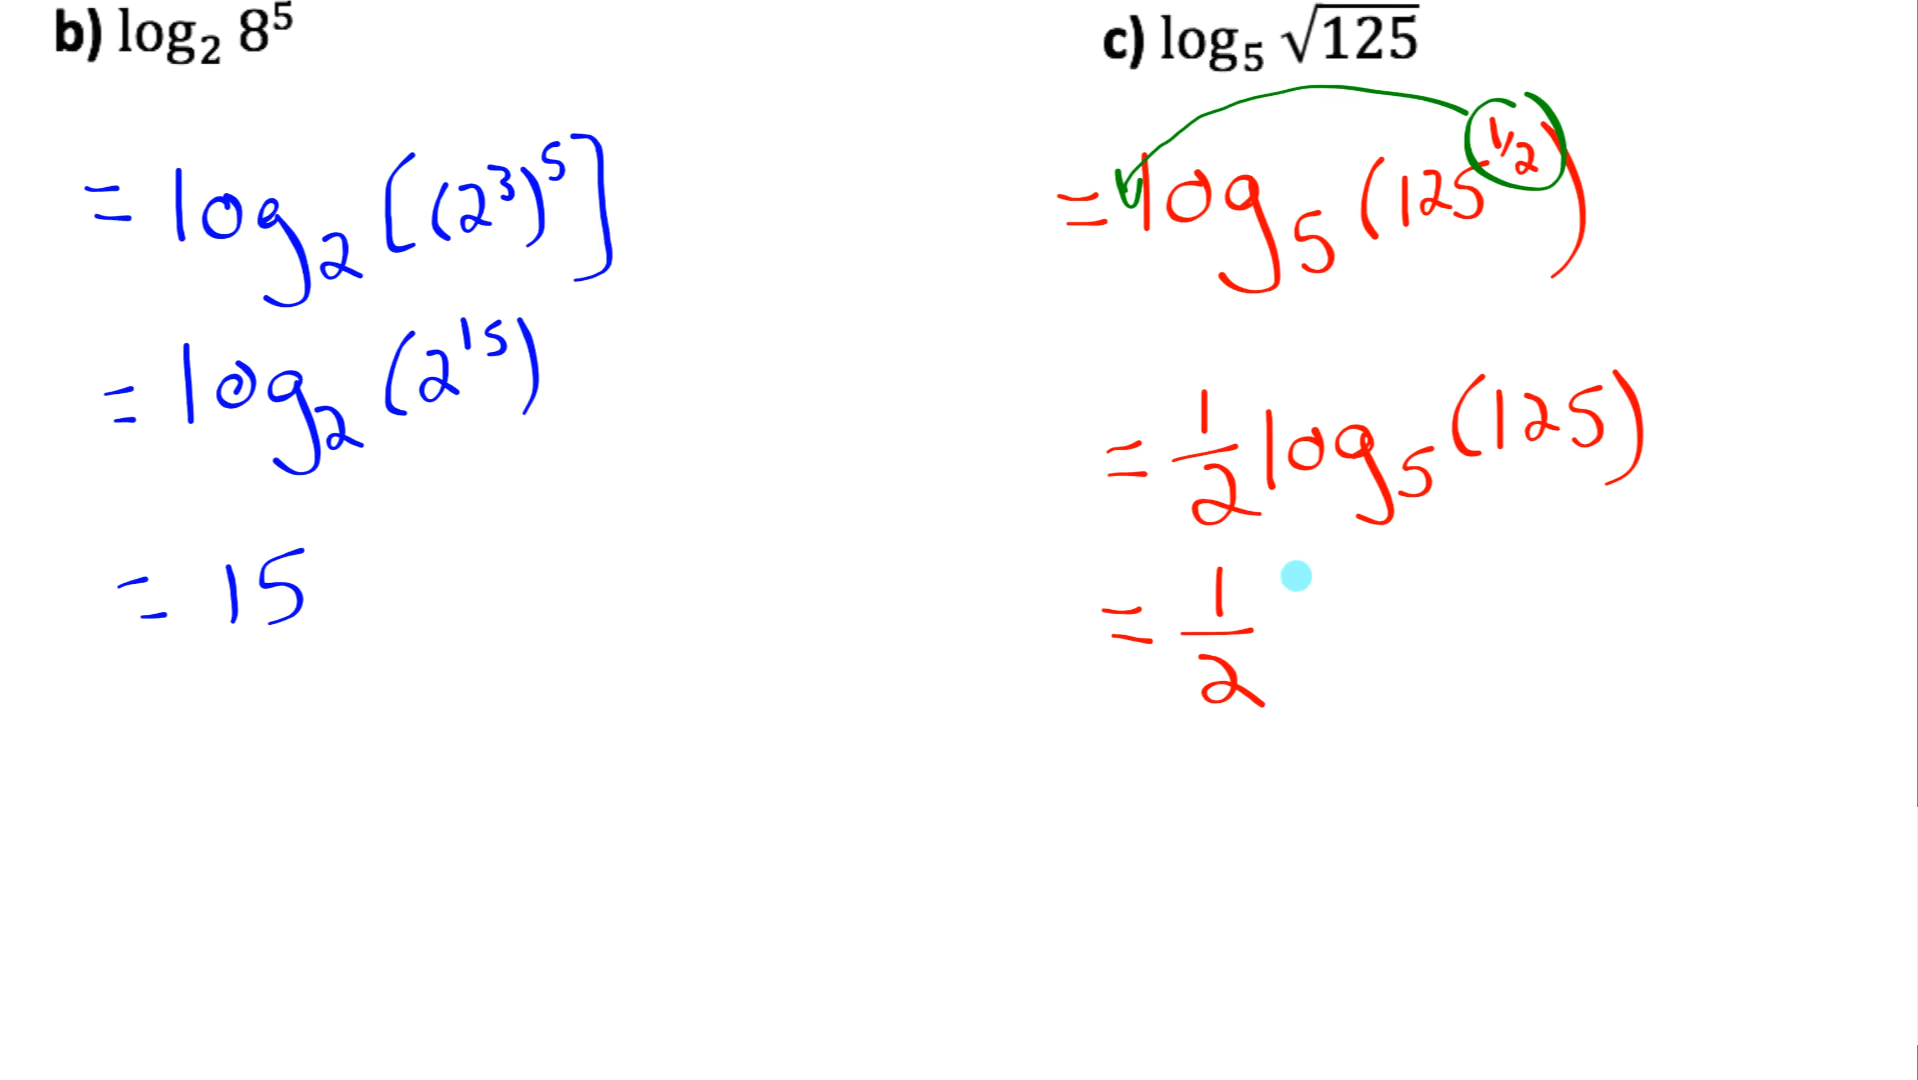 b) log₂ 8⁵
= log₂ [(2³)⁵]
= log₂ (2¹⁵)
= 15
c) log₅ √125
= log₅ (125^1/2)
= 1/2 log₅ (125)
= 1/2